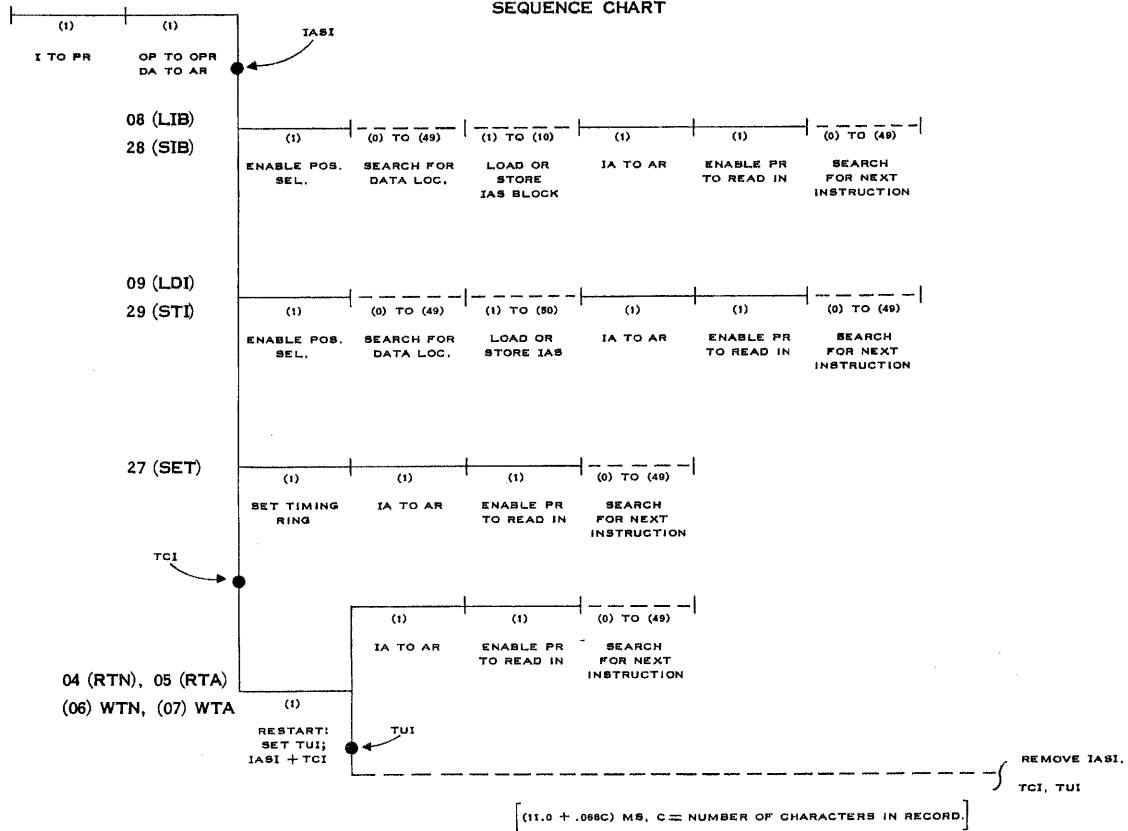 SEQUENCE CHART
(1) (1)
I TO PR OP TO OPR
DA TO AR
IASI
08 (LIB)
28 (SIB)
(1) (0) TO (49) (1) TO (10) (1) (1) (0) TO (49)
ENABLE POS. SEARCH FOR LOAD OR IA TO AR ENABLE PR SEARCH
SEL. DATA LOC. STORE TO READ IN FOR NEXT
IAS BLOCK INSTRUCTION
09 (LDI)
29 (STI)
(1) (0) TO (49) (1) TO (60) (1) (1) (0) TO (49)
ENABLE POS. SEARCH FOR LOAD OR IA TO AR ENABLE PR SEARCH
SEL. DATA LOC. STORE IAS TO READ IN FOR NEXT
INSTRUCTION
27 (SET)
(1) (1) (1) (0) TO (49)
SET TIMING IA TO AR ENABLE PR SEARCH
RING TO READ IN FOR NEXT
INSTRUCTION
TCI
(1) (1) (0) TO (49)
IA TO AR ENABLE PR SEARCH
TO READ IN FOR NEXT
INSTRUCTION
04 (RTN), 05 (RTA)
(06) WTN, (07) WTA
(1)
RESTART:
SET TUI;
IASI + TCI
TUI
REMOVE IASI,
TCI, TUI
[(11.0 + .066C) MS, C = NUMBER OF CHARACTERS IN RECORD.]